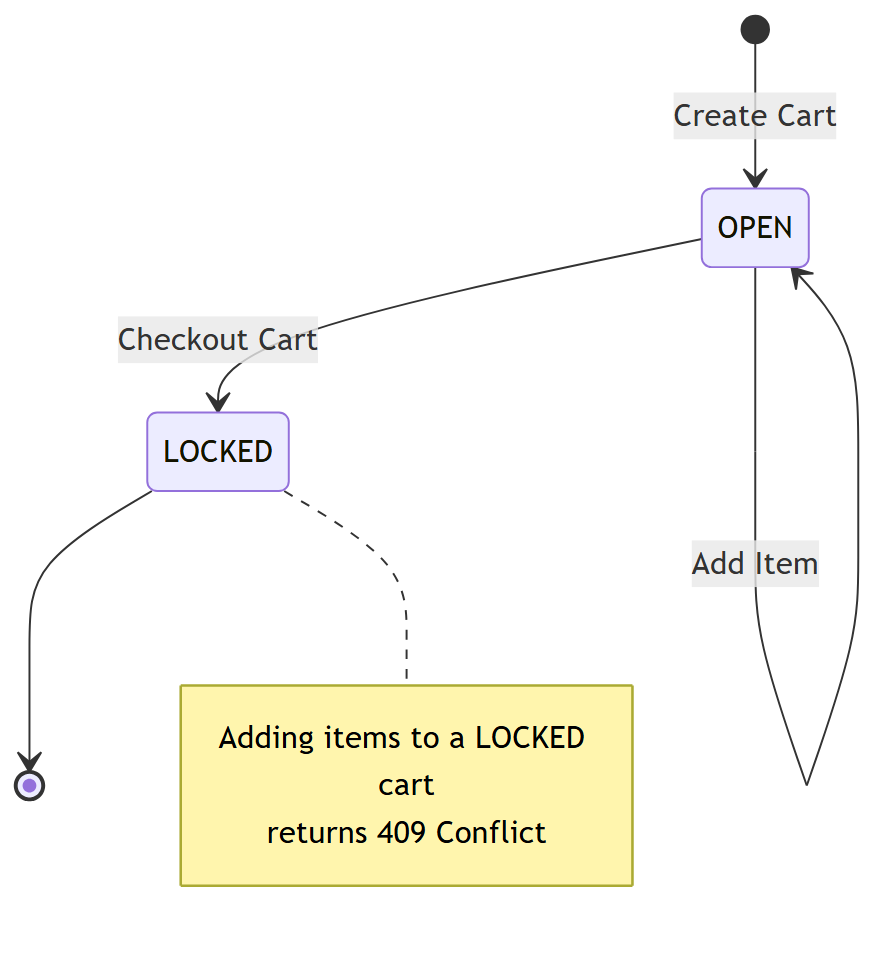 Create Cart
OPEN
Checkout Cart
LOCKED
Add Item
Adding items to a LOCKED
cart
returns 409 Conflict